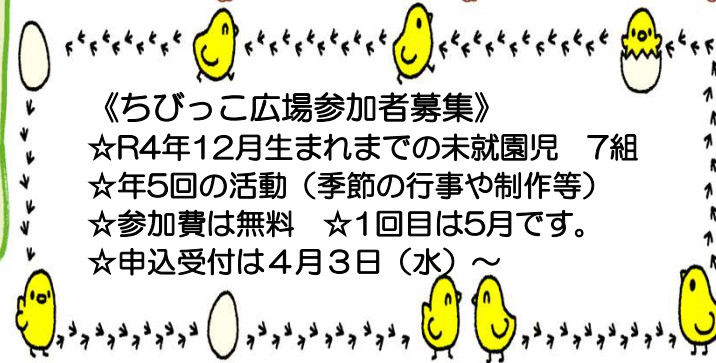 《ちびっこ広場参加者募集》
☆R4年12月生まれまでの未就園児　7組
☆年5回の活動（季節の行事や制作等）
☆参加費は無料　☆1回目は5月です。
☆申込受付は４月３日（水）～